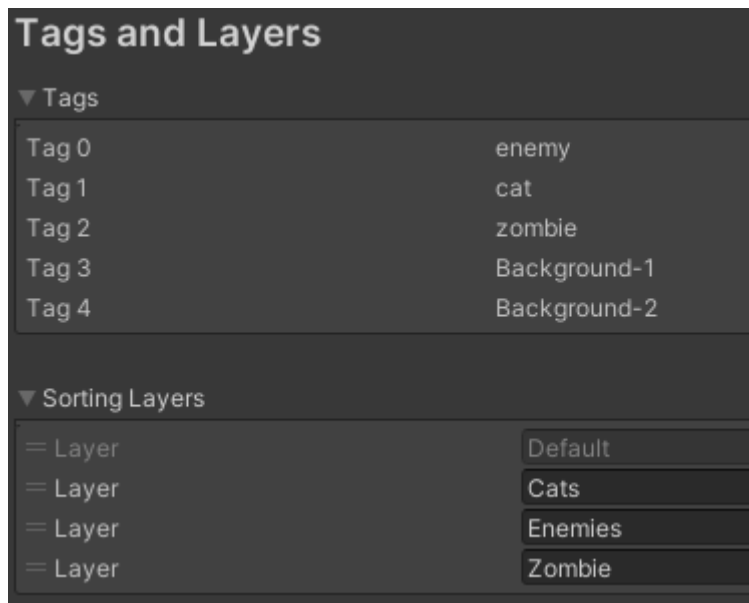 Tags and Layers
Tags
Tag 0 enemy
Tag 1 cat
Tag 2 zombie
Tag 3 Background-1
Tag 4 Background-2
Sorting Layers
Layer Default
Layer Cats
Layer Enemies
Layer Zombie